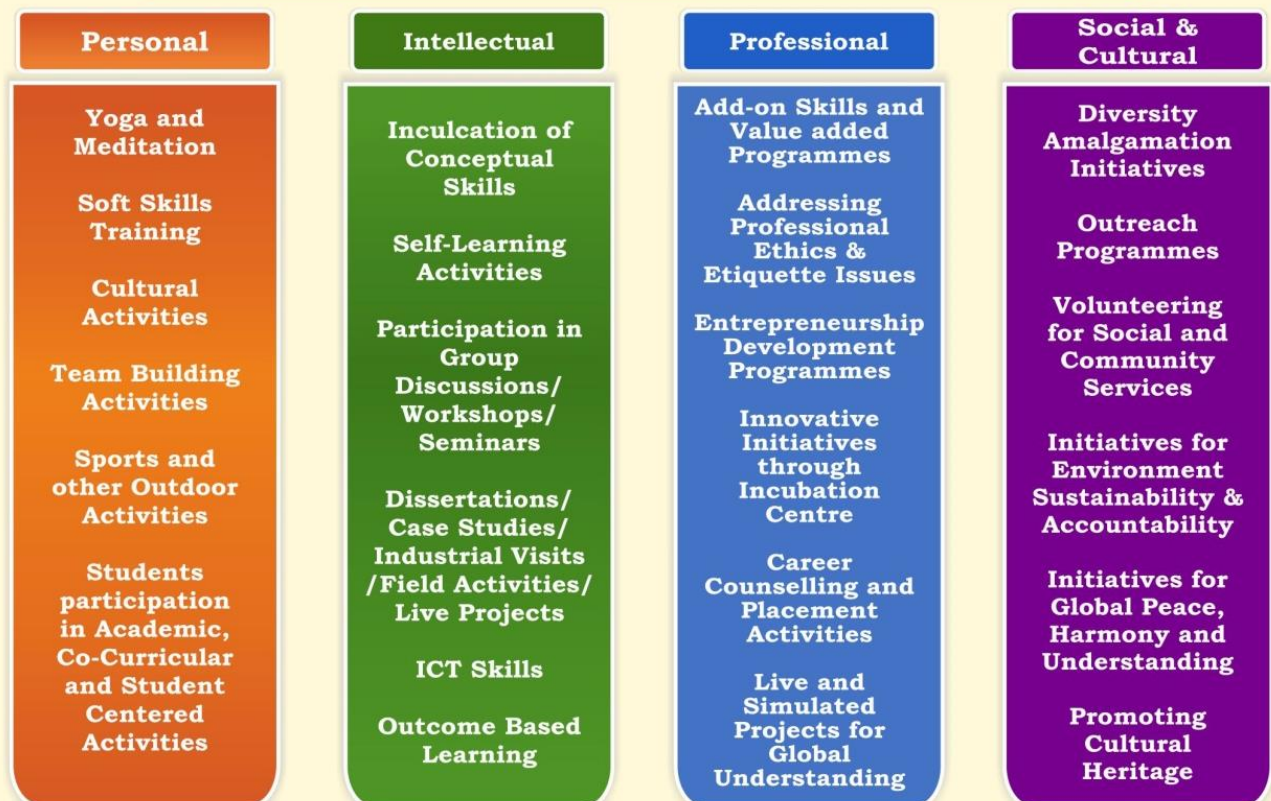 Personal
Yoga and
Meditation
Soft Skills
Training
Cultural
Activities
Team Building
Activities
Sports and
other Outdoor
Activities
Students
participation
in Academic,
Co-Curricular
and Student
Centered
Activities
Intellectual
Inculcation of
Conceptual
Skills
Self-Learning
Activities
Participation in
Group
Discussions/
Workshops/
Seminars
Dissertations/
Case Studies/
Industrial Visits
/Field Activities/
Live Projects
ICT Skills
Outcome Based
Learning
Professional
Add-on Skills and
Value added
Programmes
Addressing
Professional
Ethics &
Etiquette Issues
Entrepreneurship
Development
Programmes
Innovative
Initiatives
through
Incubation
Centre
Career
Counselling and
Placement
Activities
Live and
Simulated
Projects for
Global
Understanding
Social &
Cultural
Diversity
Amalgamation
Initiatives
Outreach
Programmes
Volunteering
for Social and
Community
Services
Initiatives for
Environment
Sustainability &
Accountability
Initiatives for
Global Peace,
Harmony and
Understanding
Promoting
Cultural
Heritage